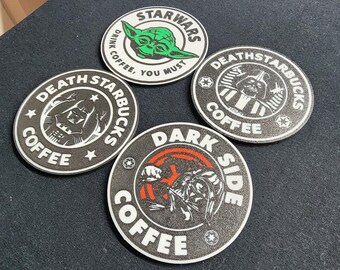 STARWARS
DRINK COFFEE, YOU MUST
DEATH STARBUCKS
COFFEE
DEATHSTARBUCKS
COFFEE
DARK SIDE
COFFEE